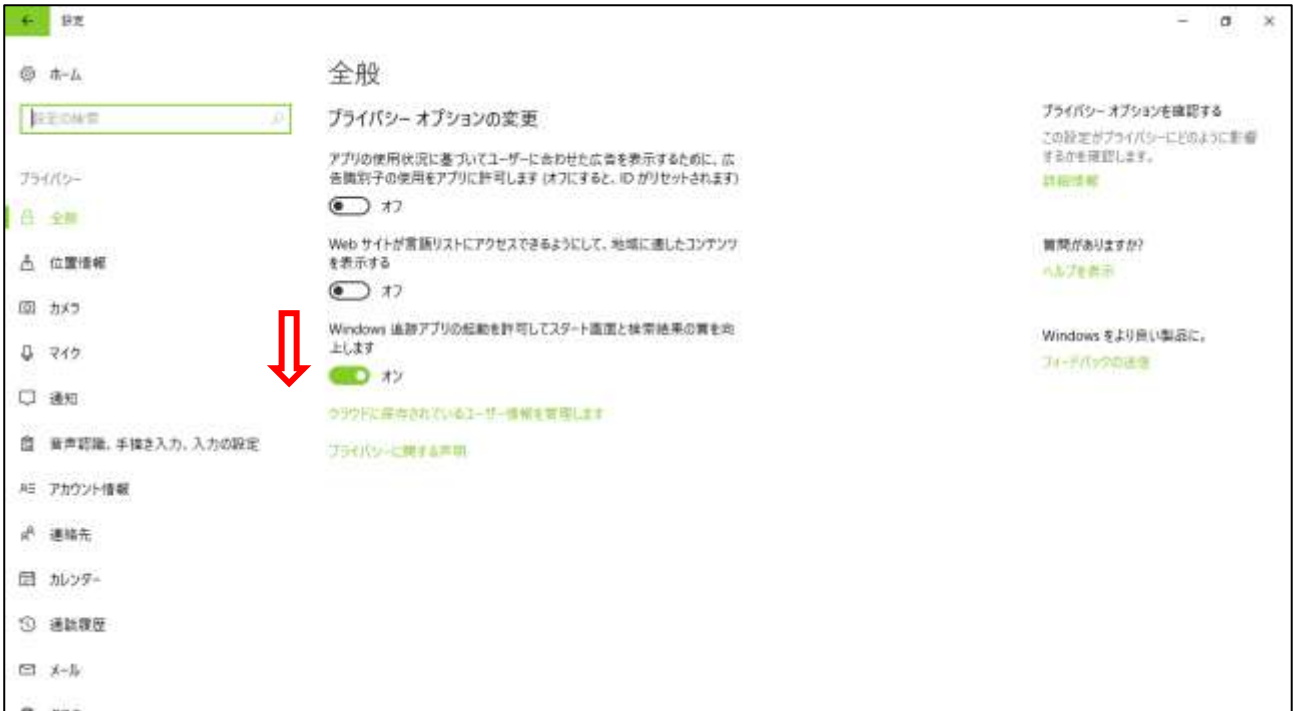 設定
ホーム
設定の検索
プライバシー
全般
位置情報
カメラ
マイク
通知
音声認識、手描き入力、入力の設定
アカウント情報
連絡先
カレンダー
通話履歴
メール
全般
プライバシー オプションの変更
アプリの使用状況に基づいてユーザーに合わせた広告を表示するために、広
告識別子の使用をアプリに許可します (オフにすると、ID がリセットされます)
オフ
Web サイトが言語リストにアクセスできるようにして、地域に適したコンテンツ
を表示する
オフ
Windows 追跡アプリの起動を許可してスタート画面と検索結果の質を向
上します
オン
クラウドに保存されているユーザー情報を管理します
プライバシーに関する声明
プライバシー オプションを確認する
この設定がプライバシーにどのように影響
するかを確認します。
詳細情報
質問がありますか?
ヘルプを表示
Windows をより良い製品に。
フィードバックの送信